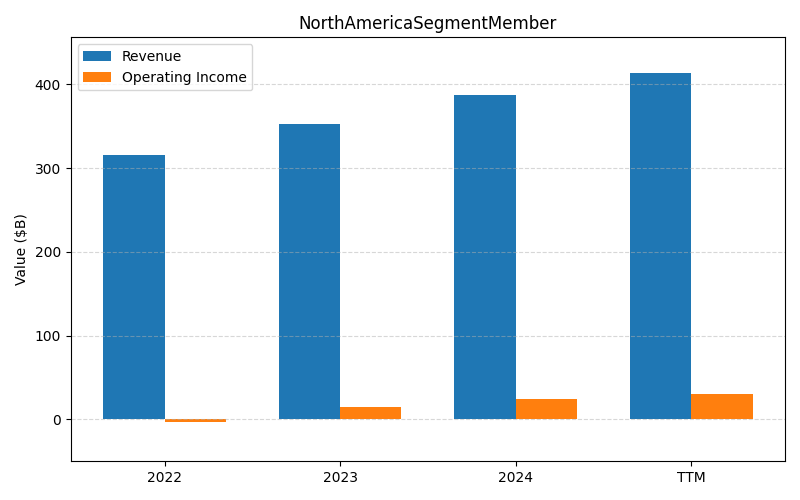 NorthAmericaSegmentMember
Revenue
Operating Income
Value ($B)
400
300
200
100
0
2022
2023
2024
TTM